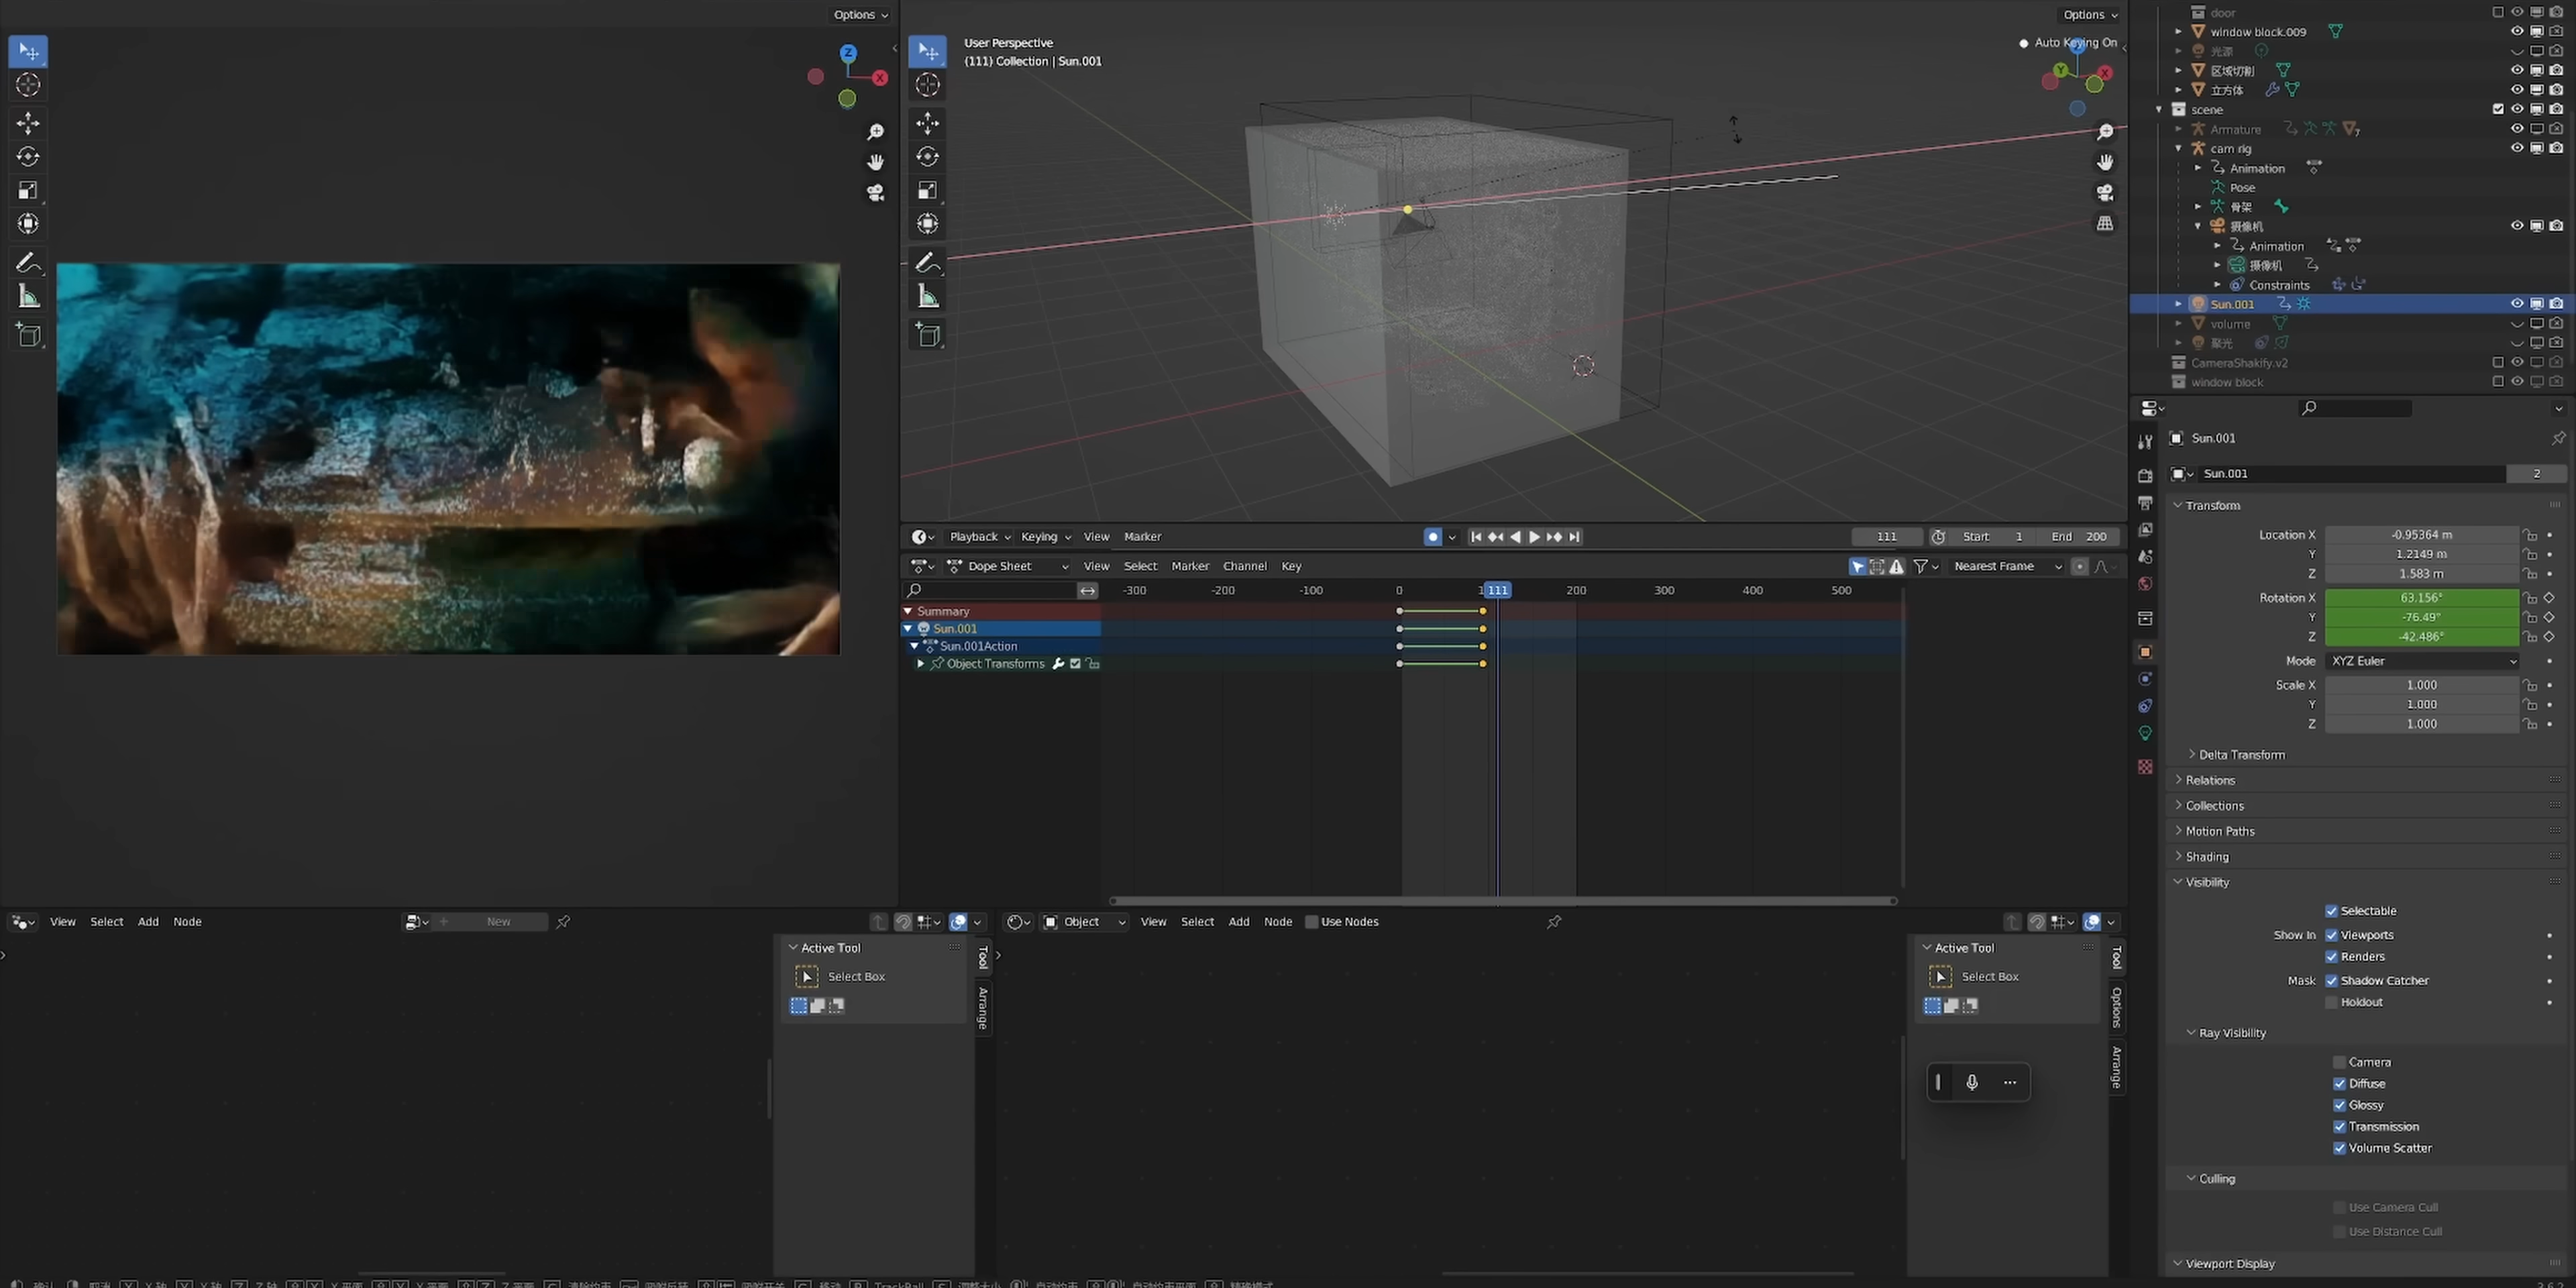 Options
Options
User Perspective
(111) Collection | Sun.001
Auto Keying On
door
window block.009
光源
区域切割
立方体
scene
Armature
7
cam rig
Animation
Pose
骨架
摄像机
Animation
摄像机
Constraints
Sun.001
volume
聚光
CameraShakify.v2
window block
Playback
Keying
View
Marker
111
Start 1
End 200
Dope Sheet
View
Select
Marker
Channel
Key
Nearest Frame
-300 -200 -100 0 111 200 300 400 500
Summary
Sun.001
Sun.001Action
Object Transforms
Sun.001
Sun.001 2
Transform
Location X -0.95364 m
Y 1.2149 m
Z 1.583 m
Rotation X 63.156°
Y -76.49°
Z -42.486°
Mode XYZ Euler
Scale X 1.000
Y 1.000
Z 1.000
Delta Transform
Relations
Collections
Motion Paths
Shading
Visibility
Selectable
Show In Viewports
Renders
Mask Shadow Catcher
Holdout
Ray Visibility
Camera
Diffuse
Glossy
Transmission
Volume Scatter
Culling
Use Camera Cull
Use Distance Cull
Viewport Display
View Select Add Node
New
Active Tool
Select Box
Tool
Arrange
Object
View Select Add Node
Use Nodes
Active Tool
Select Box
Tool
Options
Arrange